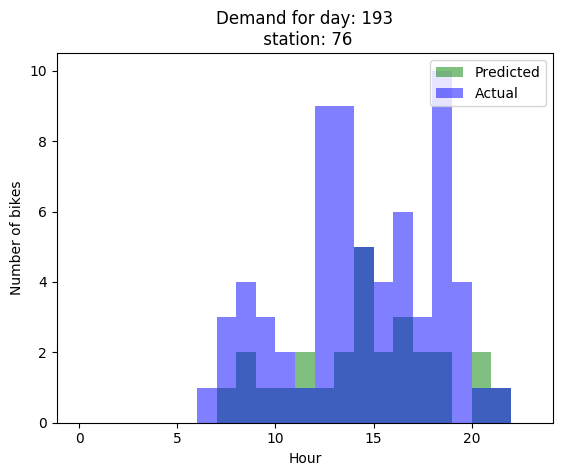 Demand for day: 193
station: 76
Predicted
Actual
Number of bikes
10
8
6
4
2
0
0
5
10
15
20
Hour